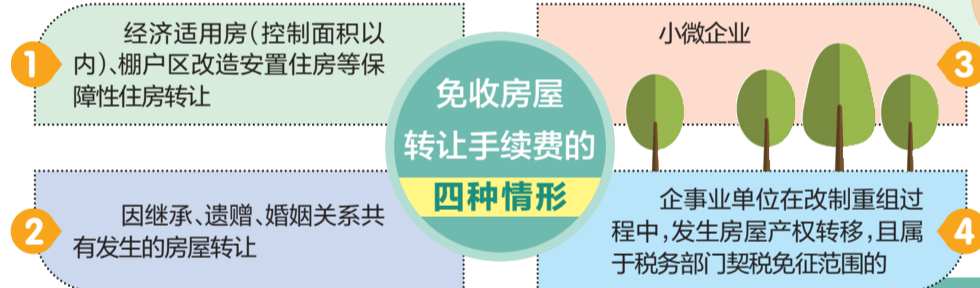 1
经济适用房(控制面积以
内)、棚户区改造安置住房等保
障性住房转让
2
因继承、遗赠、婚姻关系共
有发生的房屋转让
免收房屋
转让手续费的
四种情形
3
小微企业
4
企事业单位在改制重组过
程中,发生房屋产权转移,且属
于税务部门契税免征范围的